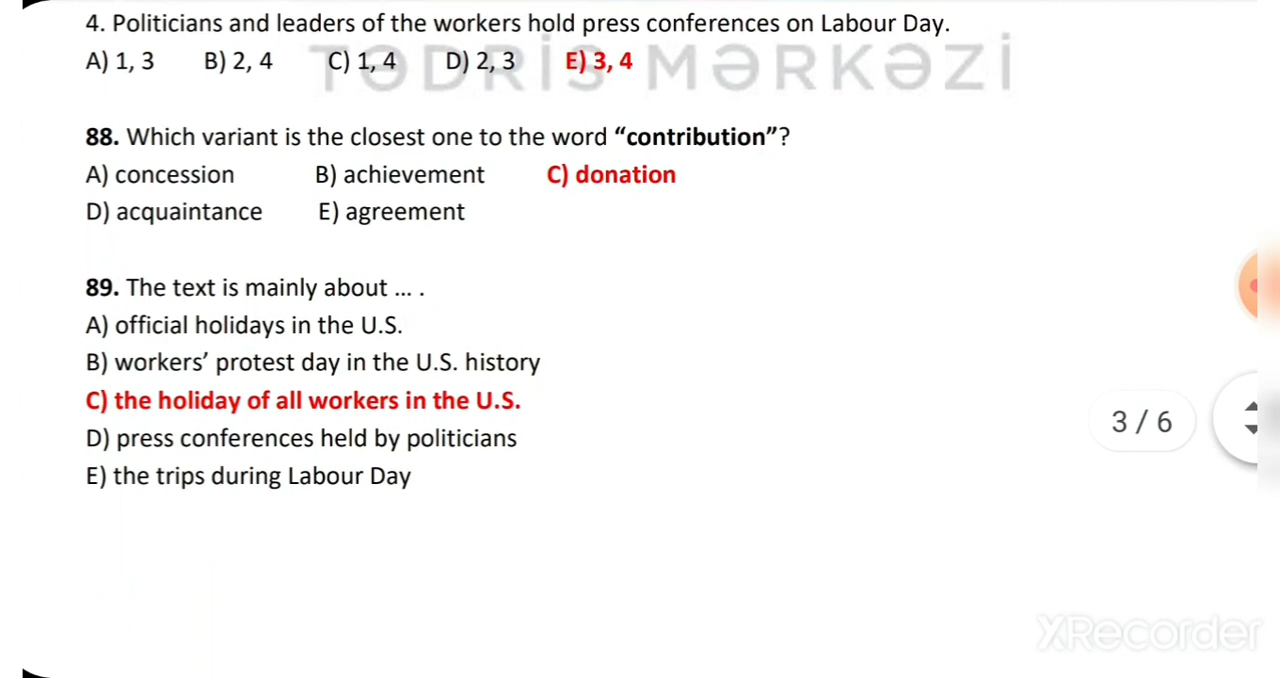 4. Politicians and leaders of the workers hold press conferences on Labour Day.
TƏDRİS MƏRKƏZİ
A) 1, 3 B) 2, 4 C) 1, 4 D) 2, 3 E) 3, 4
88. Which variant is the closest one to the word “contribution”?
A) concession B) achievement C) donation
D) acquaintance E) agreement
89. The text is mainly about ... .
A) official holidays in the U.S.
B) workers’ protest day in the U.S. history
C) the holiday of all workers in the U.S.
3 / 6
D) press conferences held by politicians
E) the trips during Labour Day
XRecorder